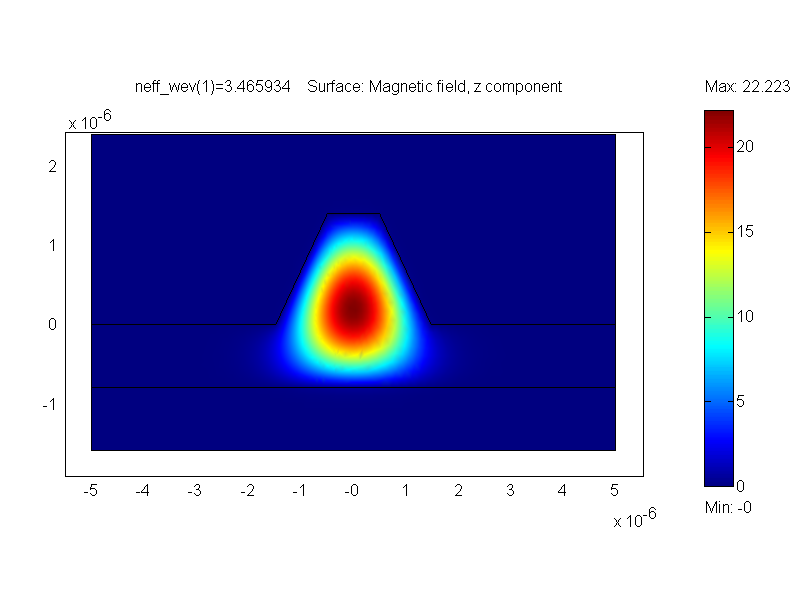 neff_wev(1)=3.465934    Surface: Magnetic field, z component
Max: 22.223
x 10-6
2
1
0
-1
-5 -4 -3 -2 -1 -0 1 2 3 4 5
x 10-6
20
15
10
5
0
Min: -0